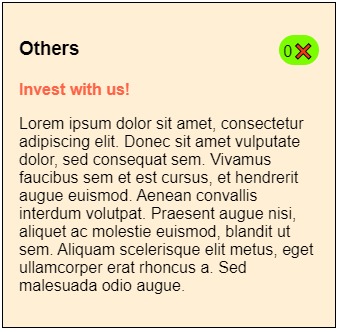 Others
0
Invest with us!
Lorem ipsum dolor sit amet, consectetur
adipiscing elit. Donec sit amet vulputate
dolor, sed consequat sem. Vivamus
faucibus sem et est cursus, et hendrerit
augue euismod. Aenean convallis
interdum volutpat. Praesent augue nisi,
aliquet ac molestie euismod, blandit ut
sem. Aliquam scelerisque elit metus, eget
ullamcorper erat rhoncus a. Sed
malesuada odio augue.